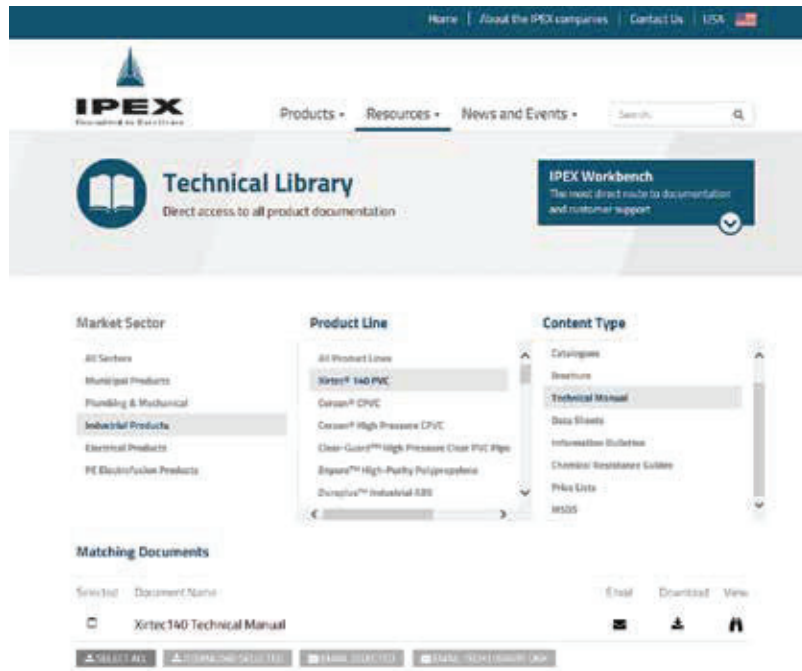 Home | About the IPEX companies | Contact Us | USA
IPEX
Products Resources News and Events Search
Technical Library
Direct access to all product documentation
IPEX Workbench
The most direct route to documentation
and customer support
Market Sector Product Line Content Type
All Sectors All Product Lines Catalogues
Municipal Products Xirtec® 140 PVC Brochure
Plumbing & Mechanical Corzan® CPVC Technical Manual
Industrial Products Corzan® High Pressure CPVC Data Sheets
Electrical Products Clear-Guard™ High Pressure Clear PVC Pipe Information Bulletins
PE Electrofusion Products Enpure™ High-Purity Polypropylene Chemical Resistance Guides
Duraplus™ Industrial ABS Price Lists
MSDS
Matching Documents
Selected Document Name Email Download View
Xirtec140 Technical Manual
SELECT ALL DOWNLOAD SELECTED EMAIL SELECTED